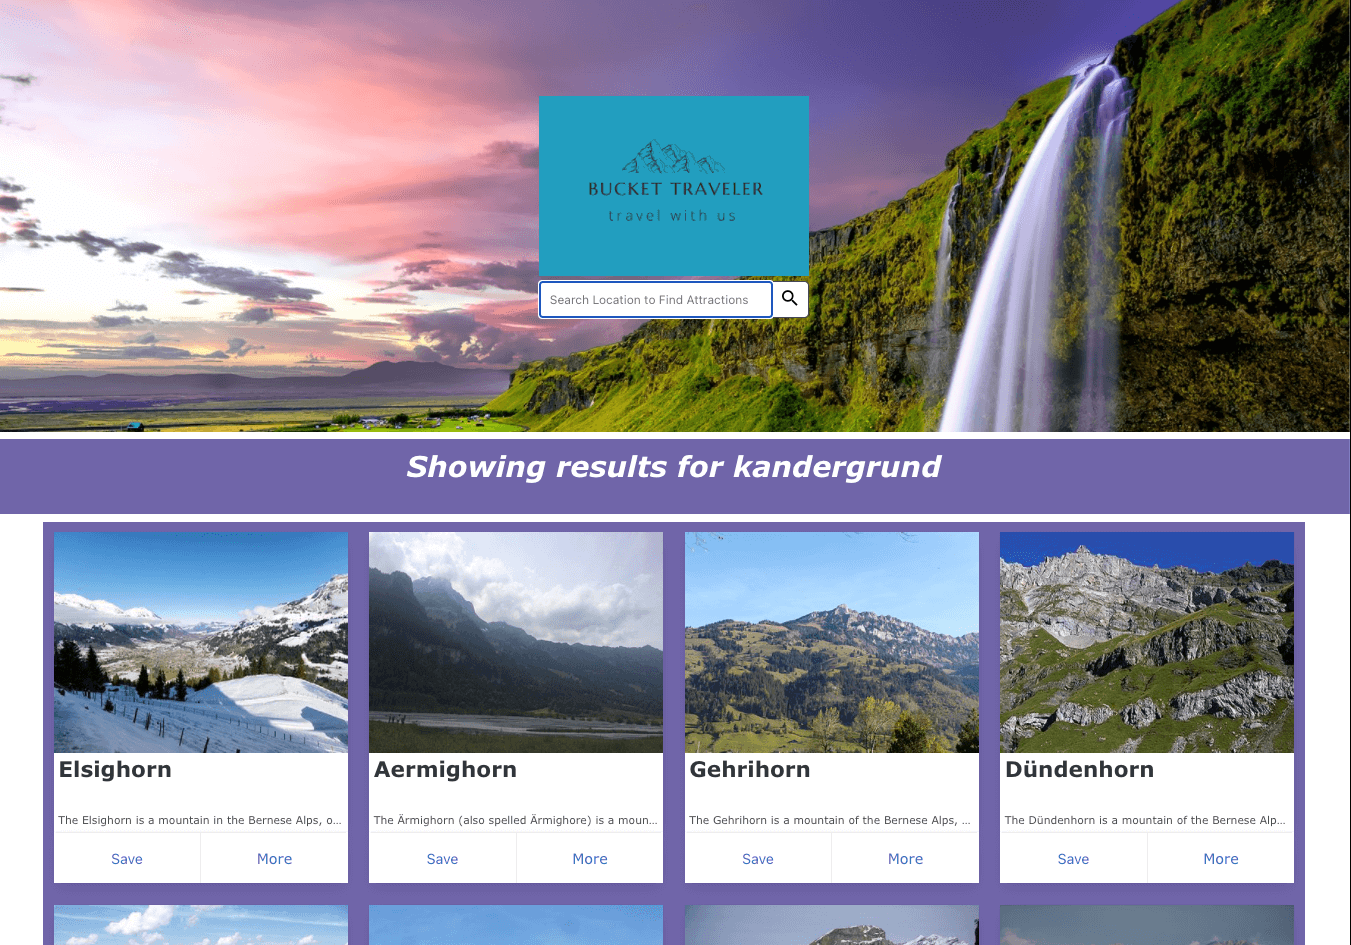 BUCKET TRAVELER
travel with us
Search Location to Find Attractions
Showing results for kandergrund
Elsighorn
The Elsighorn is a mountain in the Bernese Alps, o...
Save More
Aermighorn
The Ärmighorn (also spelled Ärmighore) is a moun...
Save More
Gehrihorn
The Gehrihorn is a mountain of the Bernese Alps, ...
Save More
Dündenhorn
The Dündenhorn is a mountain of the Bernese Alp...
Save More